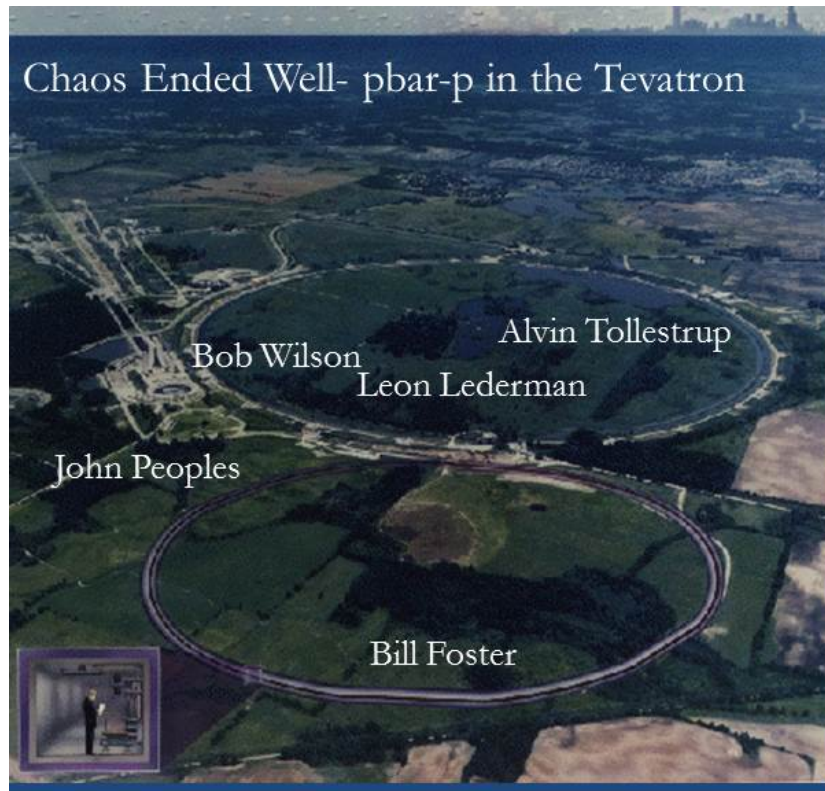 Chaos Ended Well- pbar-p in the Tevatron
Alvin Tollestrup
Bob Wilson
Leon Lederman
John Peoples
Bill Foster